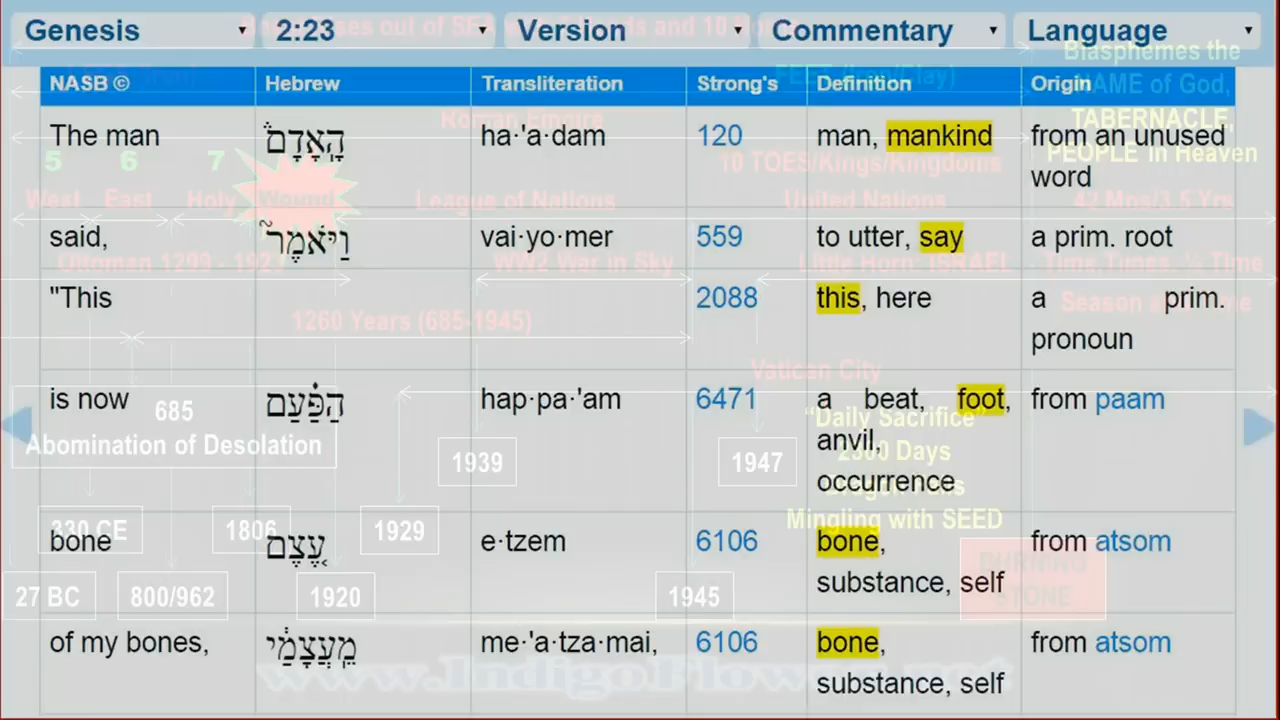 Genesis 2:23 Version Commentary Language
NASB © Hebrew Transliteration Strong's Definition Origin
The man הָֽאָדָם֒ ha·'a·dam 120 man, mankind from an unused
word
said, וַיֹּאמֶר֮ vai·yo·mer 559 to utter, say a prim. root
"This 2088 this, here a prim.
pronoun
is now הַפַּ֗עַם hap·pa·'am 6471 a beat, foot, from paam
anvil,
occurrence
bone עֶ֚צֶם e·tzem 6106 bone, from atsom
substance, self
of my bones, מֵֽעֲצָמַ֔י me·'a·tza·mai, 6106 bone, from atsom
substance, self
Blasphemes the
NAME of God,
TABERNACLE,
PEOPLE in Heaven
Roman Empire
5 6 7
10 TOES/Kings/Kingdoms
West East Holy Wound League of Nations United Nations 42 Mos/3.5 Yrs
Ottoman 1299 - 1921 WW2 War in Sky Little Horn: ISRAEL Time,Times, ½ Time
1260 Years (685-1945)
Vatican City
685
Abomination of Desolation
"Daily Sacrifice
2300 Days
Mingling with SEED
1939 1947
330 CE 1806 1929
27 BC 800/962 1920 1945
BURNING
STONE
www.IndigoFlower.net